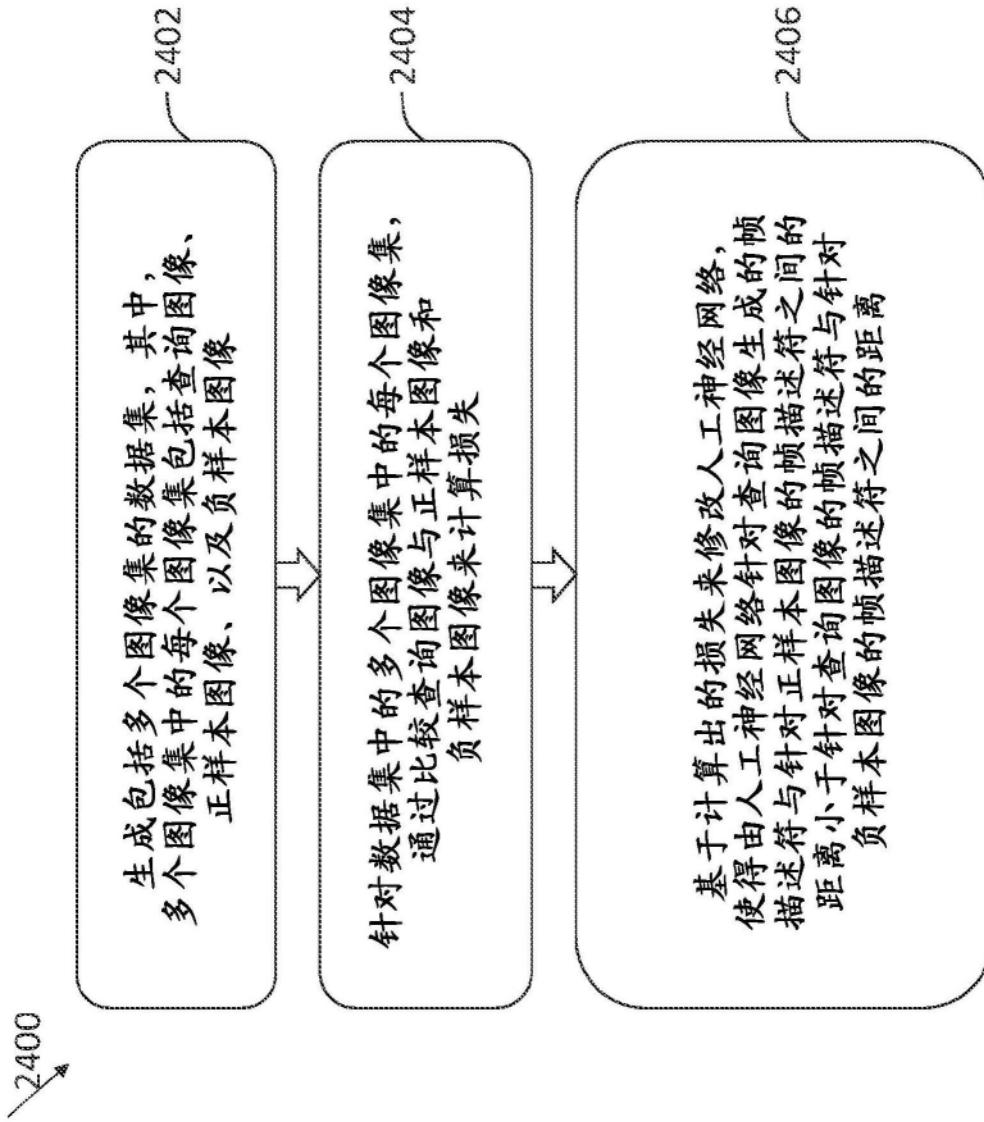 2400
生成包括多个图像集的数据集，其中，
多个图像集中的每个图像集包括查询图像、
正样本图像、以及负样本图像
2402
针对数据集中的多个图像集中的每个图像集，
通过比较查询图像与正样本图像和
负样本图像来计算损失
2404
基于计算出的损失来修改人工神经网络，
使得由人工神经网络针对查询图像生成的帧
描述符与针对正样本图像的帧描述符之间的
距离小于针对查询图像的帧描述符与针对
负样本图像的帧描述符之间的距离
2406